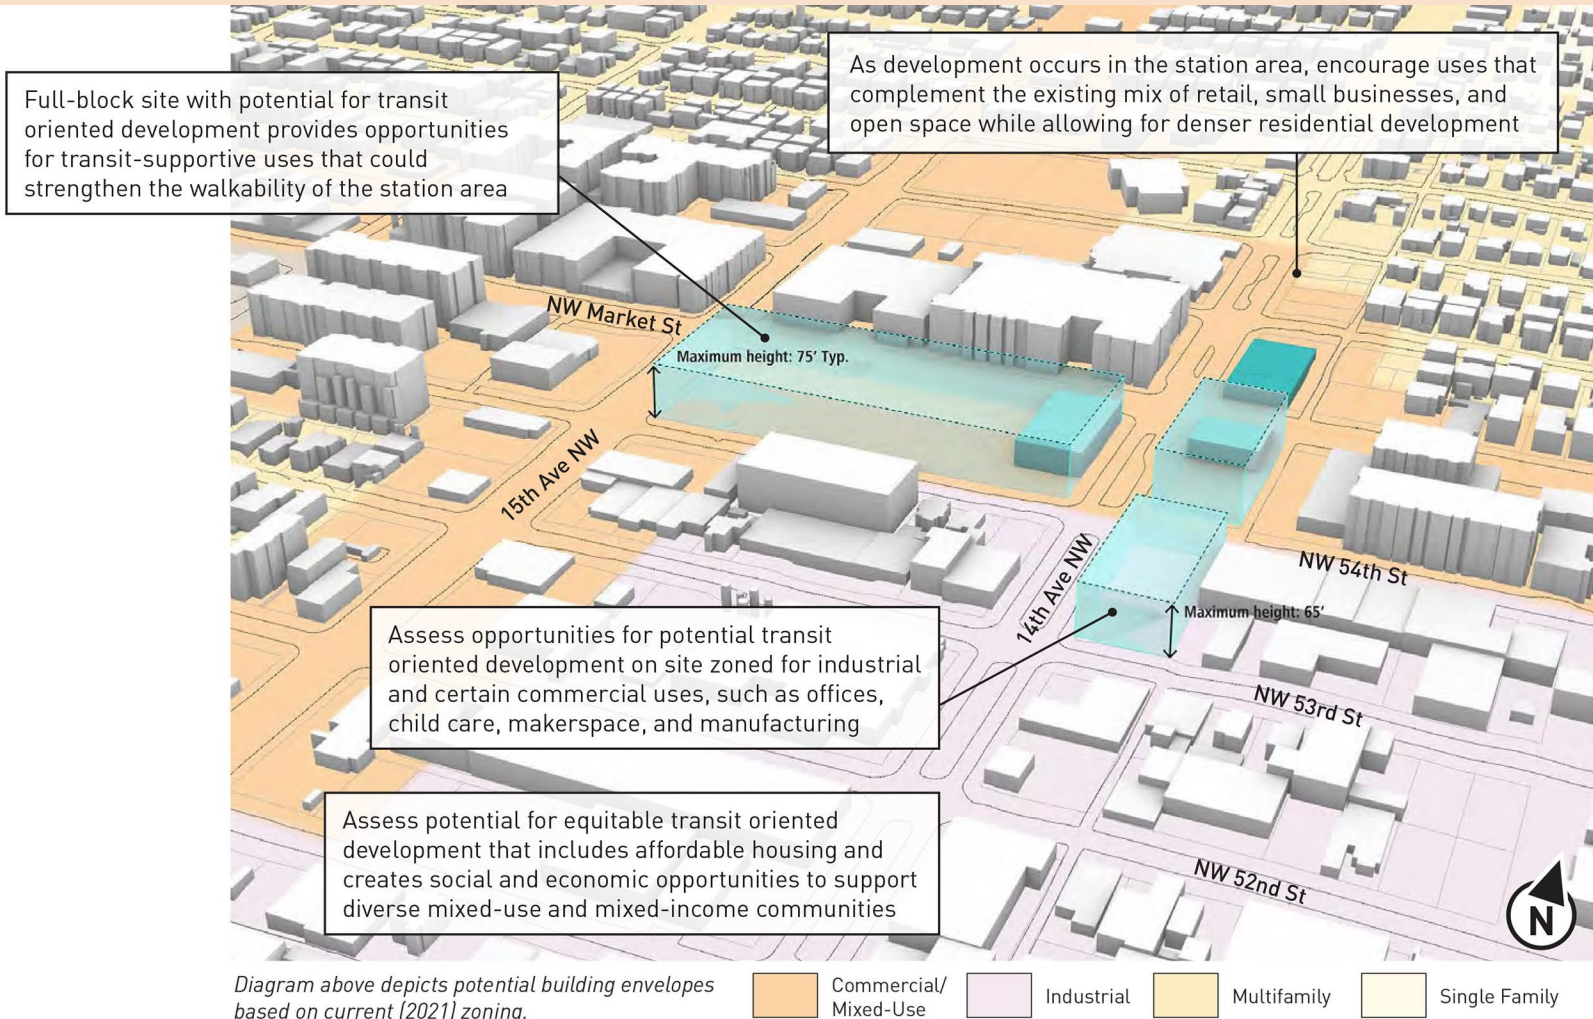 Full-block site with potential for transit
oriented development provides opportunities
for transit-supportive uses that could
strengthen the walkability of the station area
As development occurs in the station area, encourage uses that
complement the existing mix of retail, small businesses, and
open space while allowing for denser residential development
NW Market St
Maximum height: 75’ Typ.
15th Ave NW
14th Ave NW
NW 54th St
Maximum height: 65’
Assess opportunities for potential transit
oriented development on site zoned for industrial
and certain commercial uses, such as offices,
child care, makerspace, and manufacturing
NW 53rd St
Assess potential for equitable transit oriented
development that includes affordable housing and
creates social and economic opportunities to support
diverse mixed-use and mixed-income communities
NW 52nd St
N
Diagram above depicts potential building envelopes
based on current (2021) zoning.
Commercial/
Mixed-Use
Industrial
Multifamily
Single Family